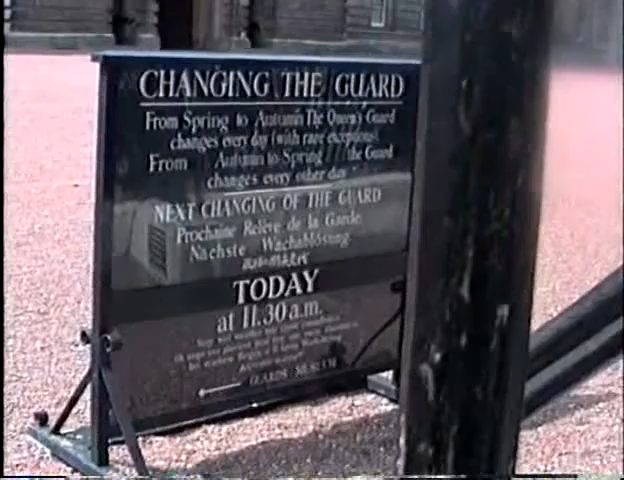 CHANGING THE GUARD
From Spring to Autumn The Queen's Guard
changes every day (with rare exceptions)
From Autumn to Spring the Guard
changes every other day
NEXT CHANGING OF THE GUARD
Prochaine Relève de la Garde
Nächste Wachablösung
TODAY
at 11.30 a.m.
GUARDS MUSEUM